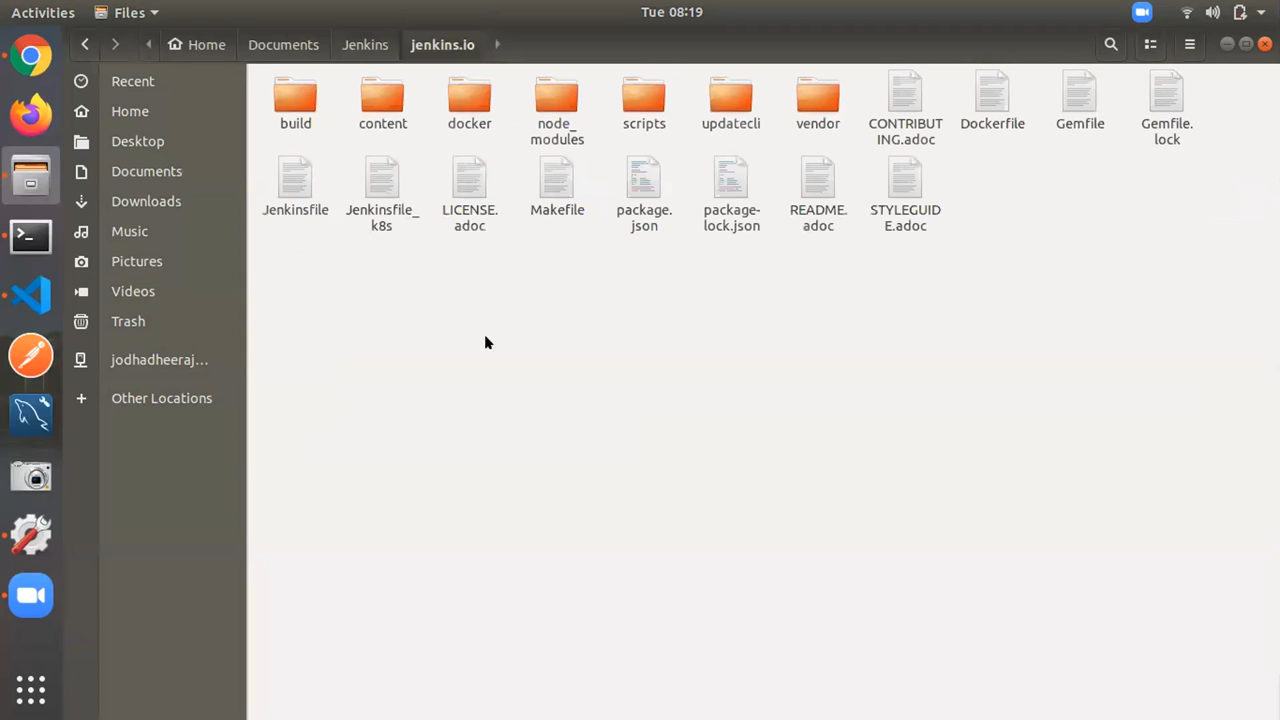 Activities
Files
Tue 08:19
Home
Documents
Jenkins
jenkins.io
Recent
Home
Desktop
Documents
Downloads
Music
Pictures
Videos
Trash
jodhadheeraj...
Other Locations
build
content
docker
node_
modules
scripts
updatecli
vendor
CONTRIBUT
ING.adoc
Dockerfile
Gemfile
Gemfile.
lock
Jenkinsfile
Jenkinsfile_
k8s
LICENSE.
adoc
Makefile
package.
json
package-
lock.json
README.
adoc
STYLEGUID
E.adoc